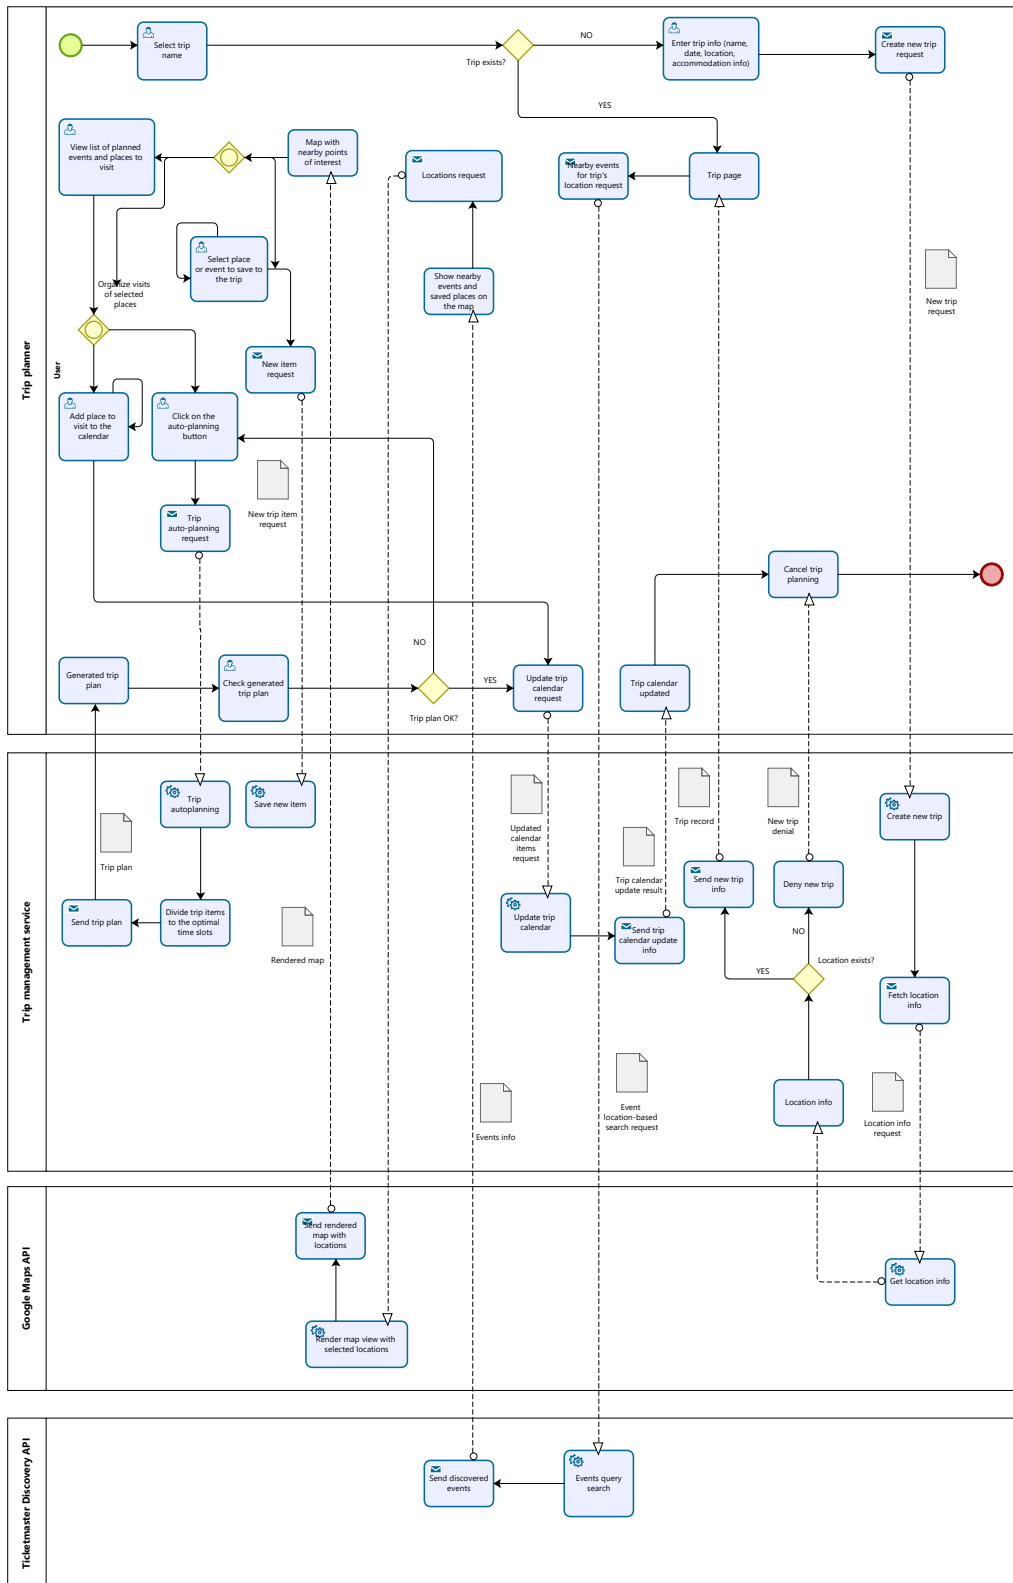 Trip planner
User
Select trip
name
Trip exists?
NO
YES
Enter trip info (name,
date, location,
accommodation info)
Create new trip
request
View list of planned
events and places to
visit
Map with
nearby points
of interest
Locations request
Nearby events
for trip's
location request
Trip page
Select place
or event to save to
the trip
Organize visits
of selected
places
Show nearby
events and
saved places on
the map
New trip
request
New item
request
Add place to
visit to the
calendar
Click on the
auto-planning
button
New trip item
request
Trip
auto-planning
request
Cancel trip
planning
Generated trip
plan
Check generated
trip plan
NO
YES
Trip plan OK?
Update trip
calendar
request
Trip calendar
updated
Trip management service
Trip
autoplanning
Save new item
Trip plan
Updated
calendar
items
request
Trip record
New trip
denial
Create new trip
Trip calendar
update result
Send new trip
info
Deny new trip
Send trip plan
Divide trip items
to the optimal
time slots
Rendered map
Update trip
calendar
Send trip
calendar update
info
NO
Location exists?
YES
Fetch location
info
Events info
Event
location-based
search request
Location info
Location info
request
Google Maps API
Send rendered
map with
locations
Get location info
Render map view with
selected locations
Ticketmaster Discovery API
Send discovered
events
Events query
search